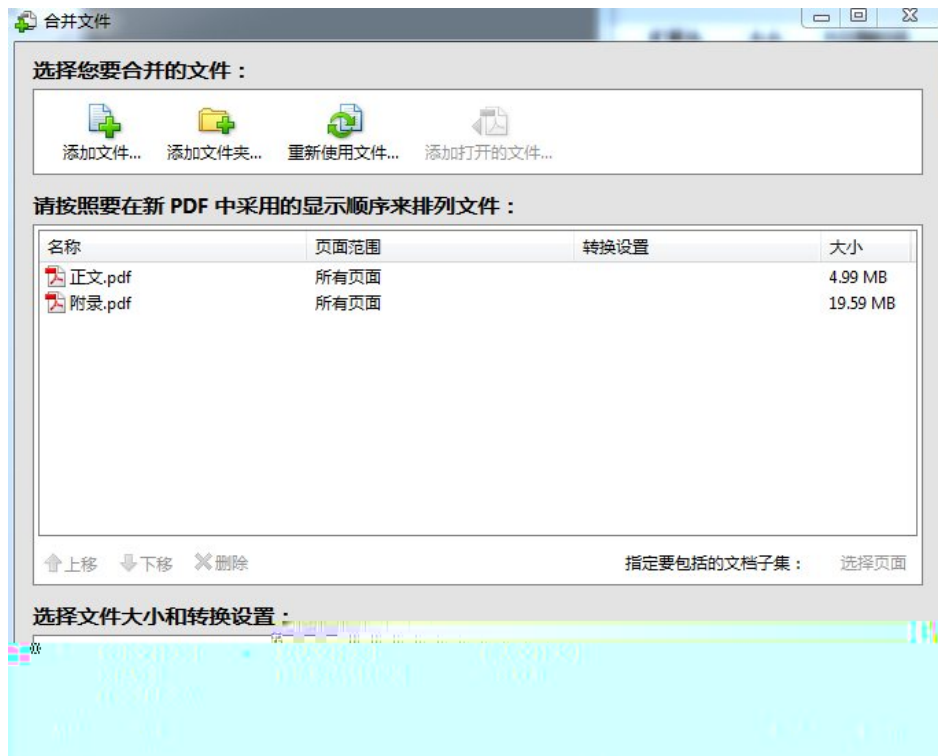 合并文件
选择您要合并的文件：
添加文件... 添加文件夹... 重新使用文件... 添加打开的文件...
请按照要在新 PDF 中采用的显示顺序来排列文件：
名称 页面范围 转换设置 大小
正文.pdf 所有页面 4.99 MB
附录.pdf 所有页面 19.59 MB
上移 下移 删除 指定要包括的文档子集： 选择页面
选择文件大小和转换设置：